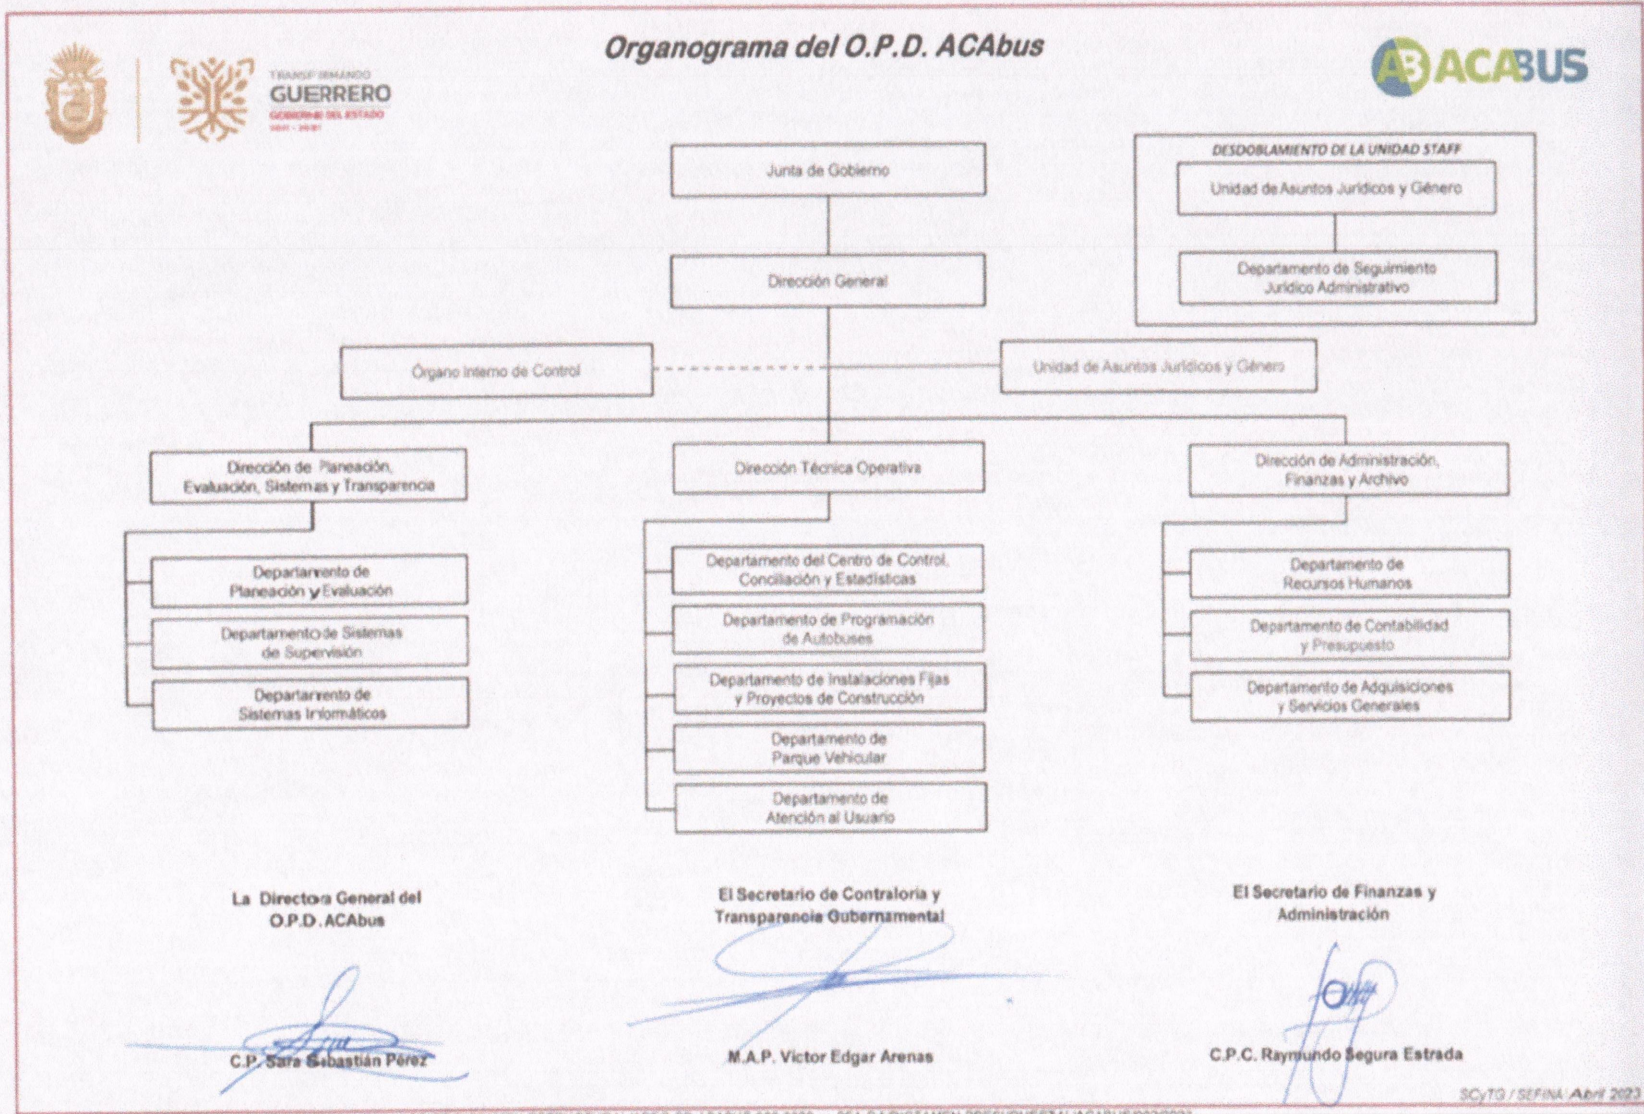 Organograma del O.P.D. ACAbus
GUERRERO
GOBIERNO DEL ESTADO
AB ACABUS
DESDOBLAMIENTO DE LA UNIDAD STAFF
Unidad de Asuntos Jurídicos y Género
Departamento de Seguimiento
Jurídico Administrativo
Junta de Gobierno
Dirección General
Órgano Interno de Control
Unidad de Asuntos Jurídicos y Género
Dirección de Planeación,
Evaluación, Sistemas y Transparencia
Departamento de
Planeación y Evaluación
Departamento de Sistemas
de Supervisión
Departamento de
Sistemas Informáticos
Dirección Técnica Operativa
Departamento del Centro de Control,
Conciliación y Estadísticas
Departamento de Programación
de Autobuses
Departamento de Instalaciones Fijas
y Proyectos de Construcción
Departamento de
Parque Vehicular
Departamento de
Atención al Usuario
Dirección de Administración,
Finanzas y Archivo
Departamento de
Recursos Humanos
Departamento de Contabilidad
y Presupuesto
Departamento de Adquisiciones
y Servicios Generales
La Directora General del
O.P.D. ACAbus
C.P. Sara Sebastián Pérez
El Secretario de Contraloría y
Transparencia Gubernamental
M.A.P. Victor Edgar Arenas
El Secretario de Finanzas y
Administración
C.P.C. Raymundo Segura Estrada
SCyTG / SEFINA/ Abril 2023